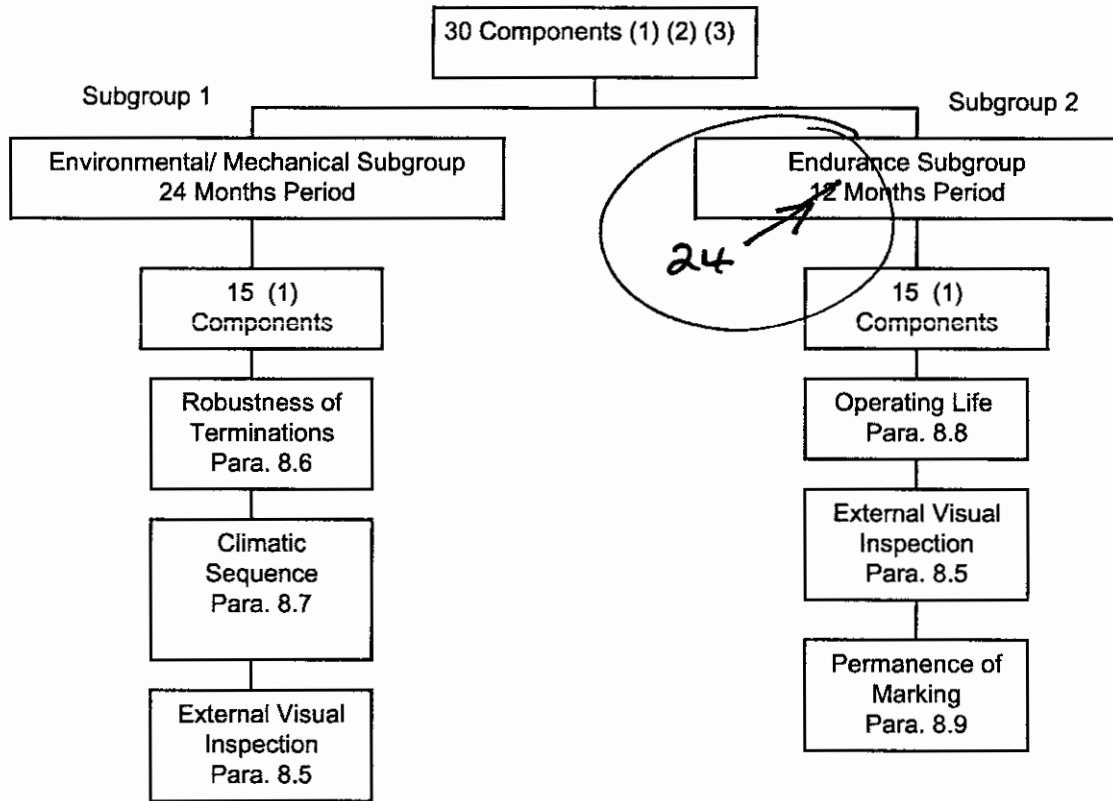 30 Components (1) (2) (3)
Subgroup 1
Subgroup 2
Environmental/ Mechanical Subgroup
24 Months Period
Endurance Subgroup
12 Months Period
24
15 (1)
Components
15 (1)
Components
Robustness of
Terminations
Para. 8.6
Operating Life
Para. 8.8
Climatic
Sequence
Para. 8.7
External Visual
Inspection
Para. 8.5
External Visual
Inspection
Para. 8.5
Permanence of
Marking
Para. 8.9